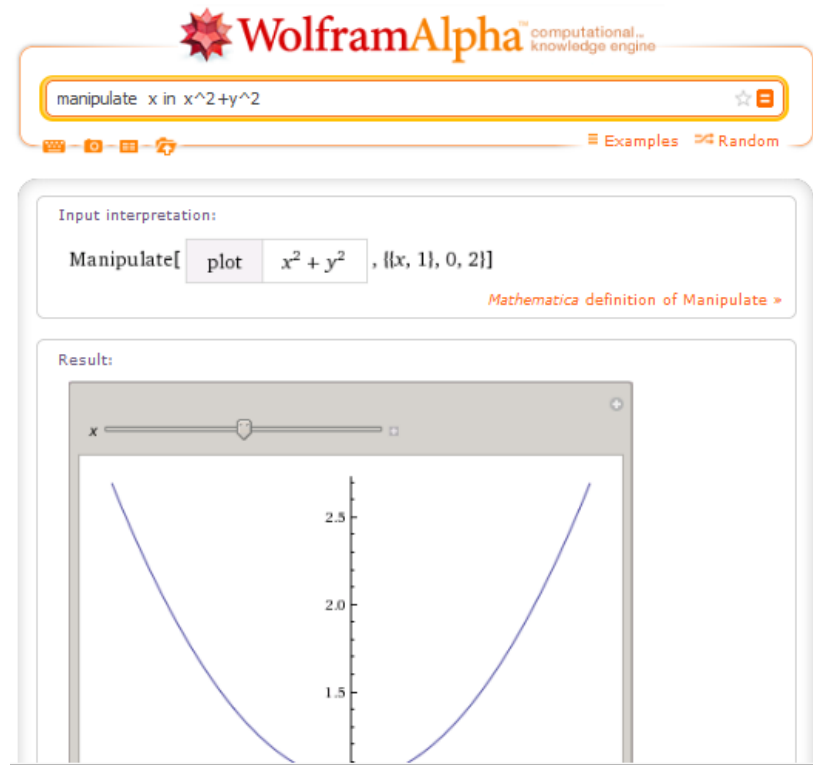 WolframAlpha™ computational..
knowledge engine
manipulate x in x^2+y^2
Examples Random
Input interpretation:
Manipulate[ plot x² + y² , {{x, 1}, 0, 2}]
Mathematica definition of Manipulate »
Result:
x
2.5
2.0
1.5